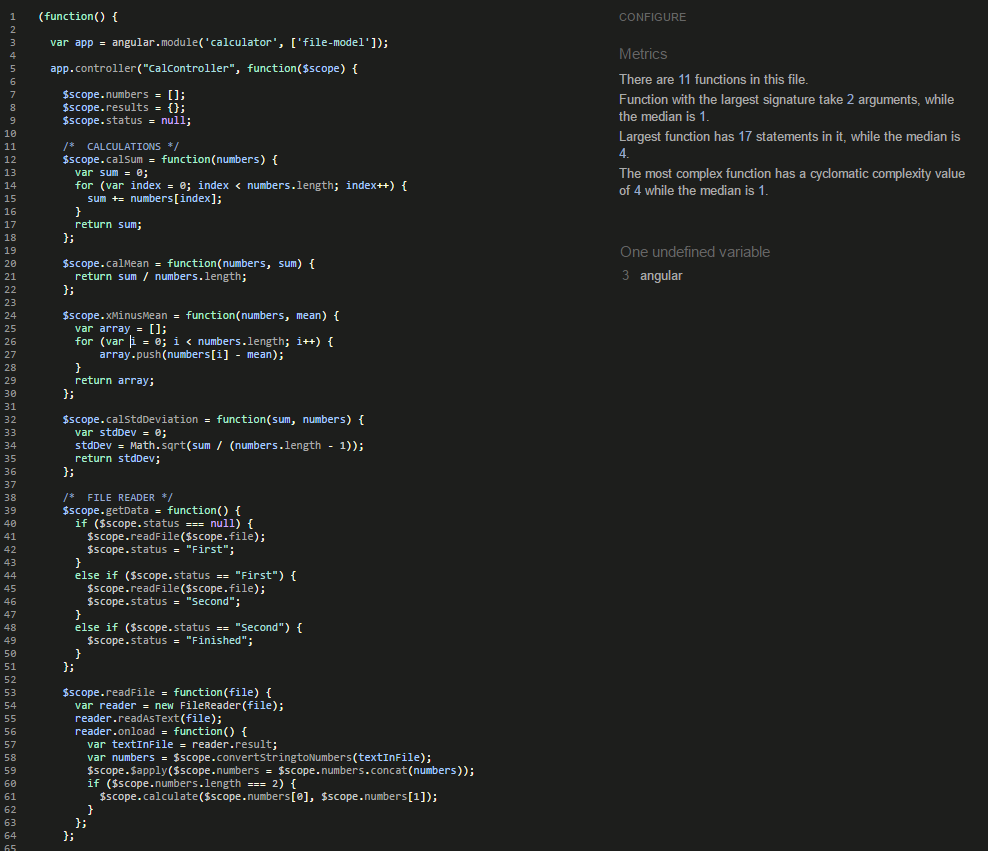 1 (function() {
2
3 var app = angular.module('calculator', ['file-model']);
4
5 app.controller("CalController", function($scope) {
6
7 $scope.numbers = [];
8 $scope.results = {};
9 $scope.status = null;
10
11 /* CALCULATIONS */
12 $scope.calSum = function(numbers) {
13 var sum = 0;
14 for (var index = 0; index < numbers.length; index++) {
15 sum += numbers[index];
16 }
17 return sum;
18 };
19
20 $scope.calMean = function(numbers, sum) {
21 return sum / numbers.length;
22 };
23
24 $scope.xMinusMean = function(numbers, mean) {
25 var array = [];
26 for (var i = 0; i < numbers.length; i++) {
27 array.push(numbers[i] - mean);
28 }
29 return array;
30 };
31
32 $scope.calStdDeviation = function(sum, numbers) {
33 var stdDev = 0;
34 stdDev = Math.sqrt(sum / (numbers.length - 1));
35 return stdDev;
36 };
37
38 /* FILE READER */
39 $scope.getData = function() {
40 if ($scope.status === null) {
41 $scope.readFile($scope.file);
42 $scope.status = "First";
43 }
44 else if ($scope.status == "First") {
45 $scope.readFile($scope.file);
46 $scope.status = "Second";
47 }
48 else if ($scope.status == "Second") {
49 $scope.status = "Finished";
50 }
51 };
52
53 $scope.readFile = function(file) {
54 var reader = new FileReader(file);
55 reader.readAsText(file);
56 reader.onload = function() {
57 var textInFile = reader.result;
58 var numbers = $scope.convertStringtoNumbers(textInFile);
59 $scope.$apply($scope.numbers = $scope.numbers.concat(numbers));
60 if ($scope.numbers.length === 2) {
61 $scope.calculate($scope.numbers[0], $scope.numbers[1]);
62 }
63 };
64 };
65
CONFIGURE
Metrics
There are 11 functions in this file.
Function with the largest signature take 2 arguments, while
the median is 1.
Largest function has 17 statements in it, while the median is
4.
The most complex function has a cyclomatic complexity value
of 4 while the median is 1.
One undefined variable
3 angular